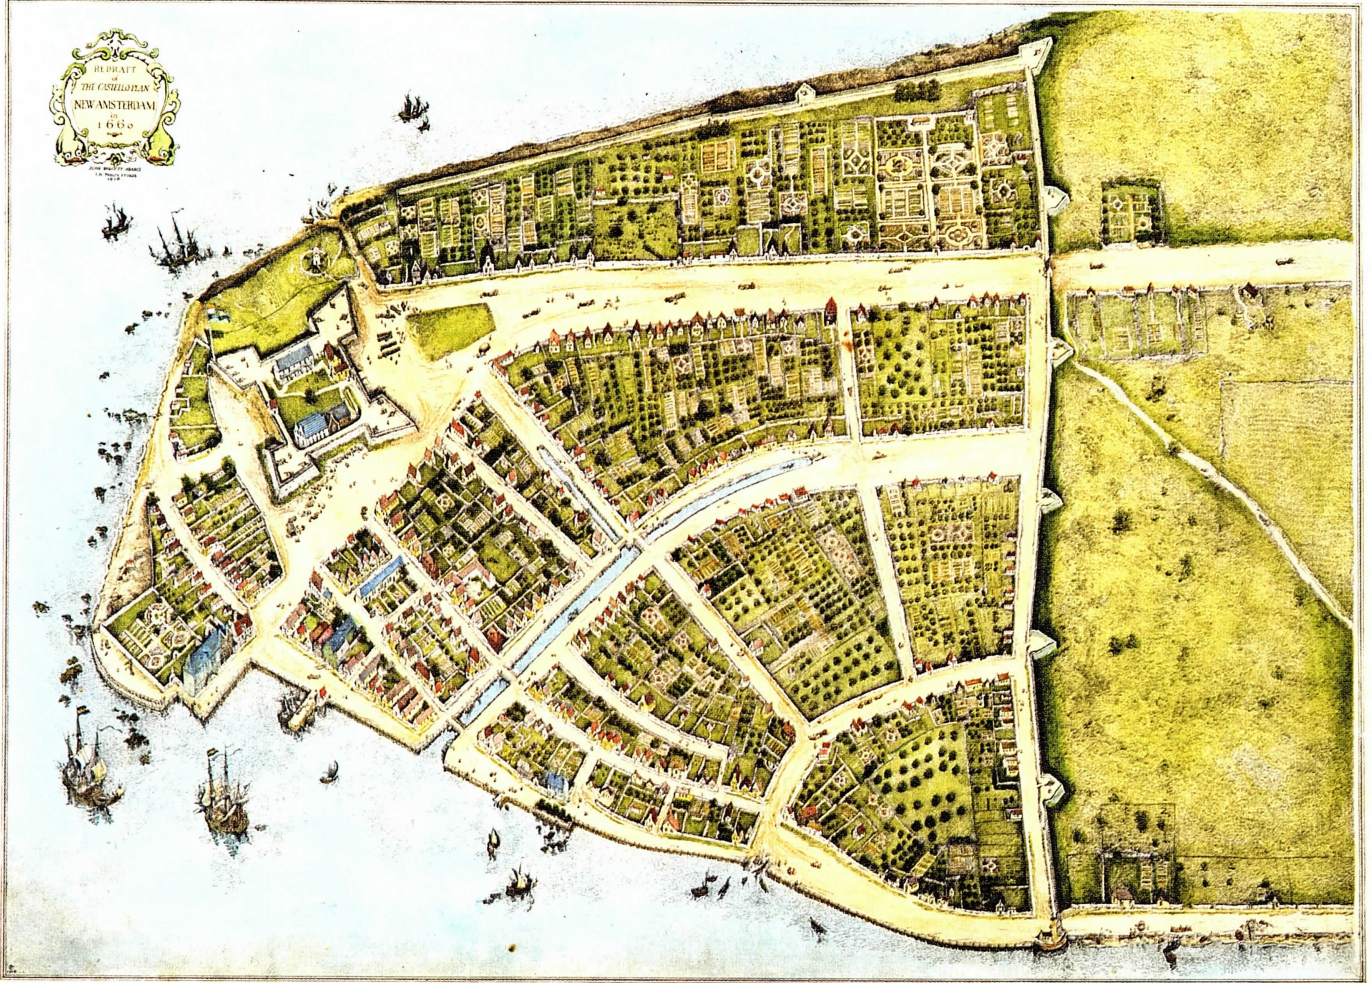 REDRAFT
of
THE CASTELLO PLAN
NEW AMSTERDAM
in
1660